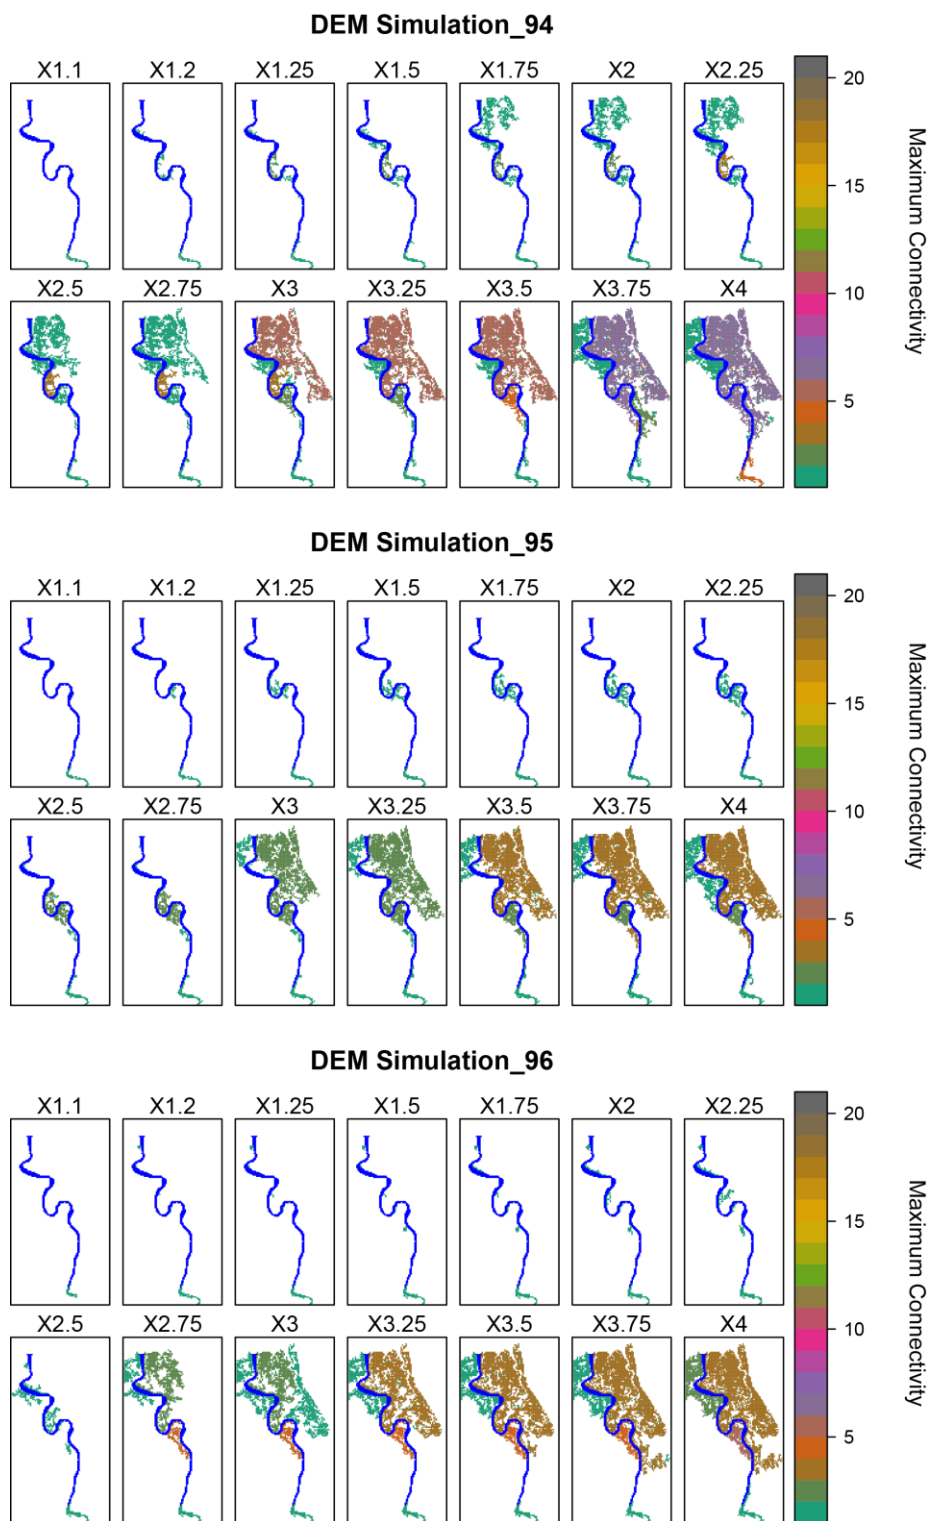 DEM Simulation_94
X1.1 X1.2 X1.25 X1.5 X1.75 X2 X2.25
X2.5 X2.75 X3 X3.25 X3.5 X3.75 X4
20
15
10
5
Maximum Connectivity
DEM Simulation_95
X1.1 X1.2 X1.25 X1.5 X1.75 X2 X2.25
X2.5 X2.75 X3 X3.25 X3.5 X3.75 X4
20
15
10
5
Maximum Connectivity
DEM Simulation_96
X1.1 X1.2 X1.25 X1.5 X1.75 X2 X2.25
X2.5 X2.75 X3 X3.25 X3.5 X3.75 X4
20
15
10
5
Maximum Connectivity